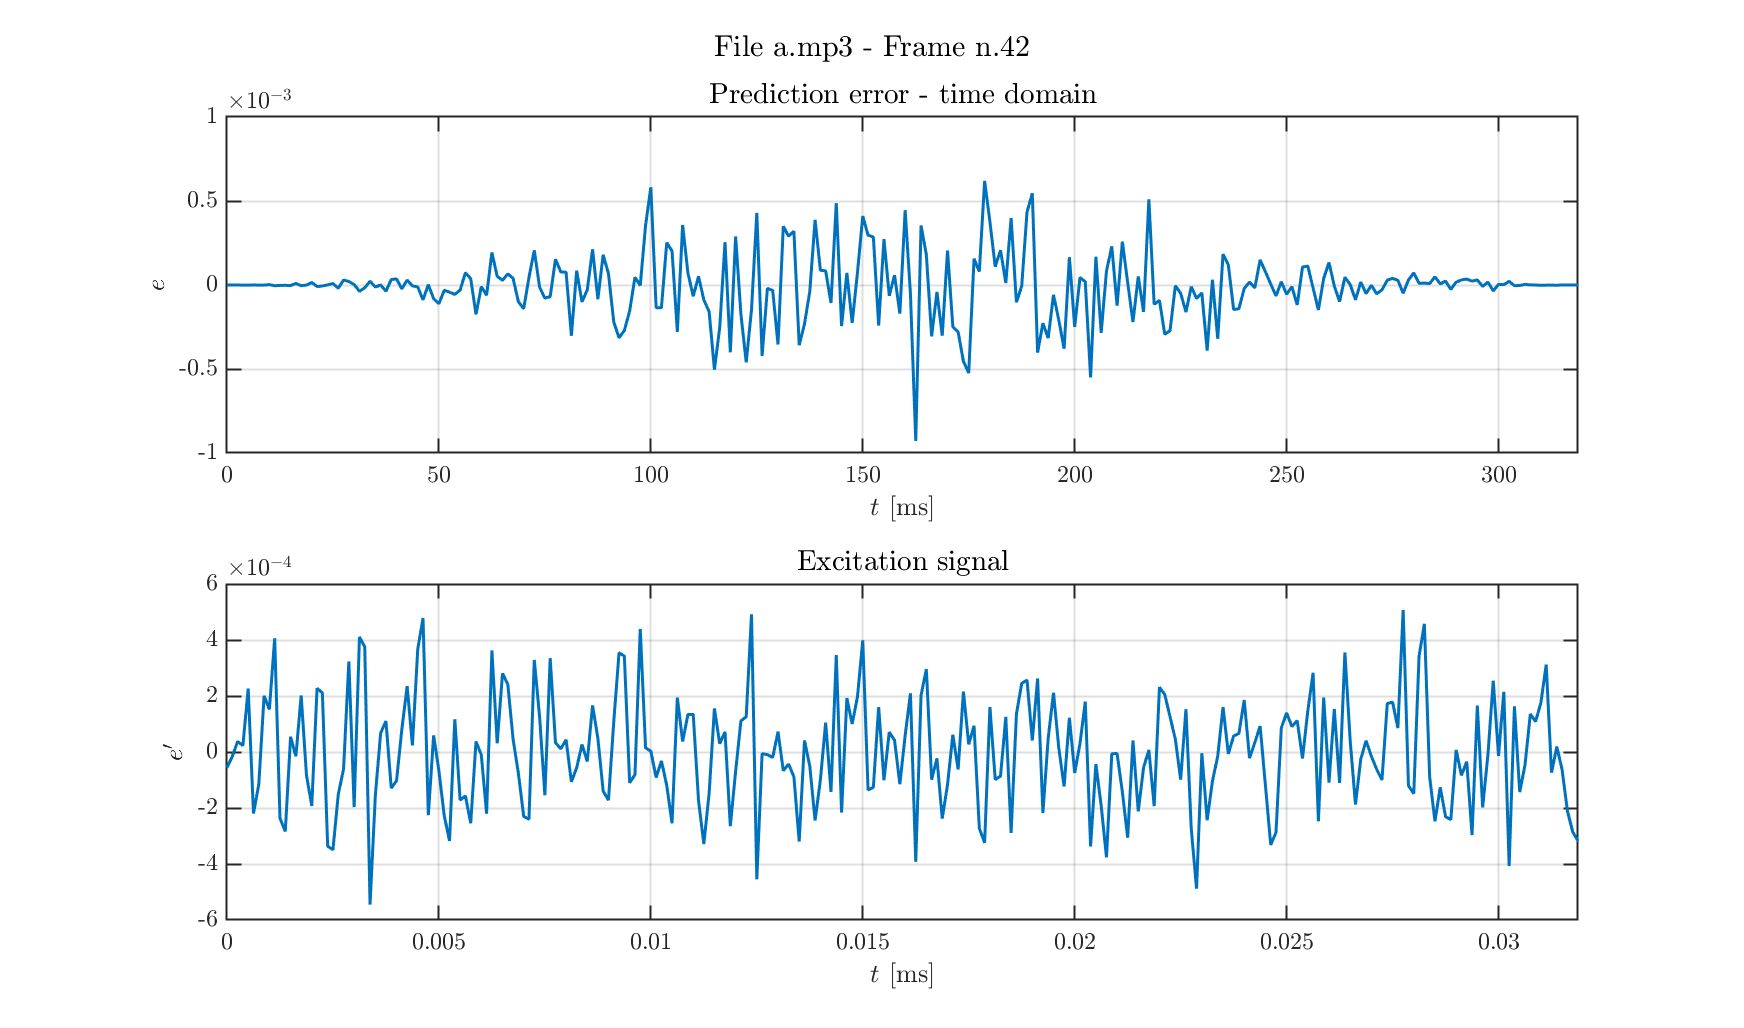 File a.mp3 - Frame n.42
Prediction error - time domain
×10⁻³
1
0.5
0
-0.5
-1
e
0 50 100 150 200 250 300
t [ms]
Excitation signal
×10⁻⁴
6
4
2
0
-2
-4
-6
e′
0 0.005 0.01 0.015 0.02 0.025 0.03
t [ms]